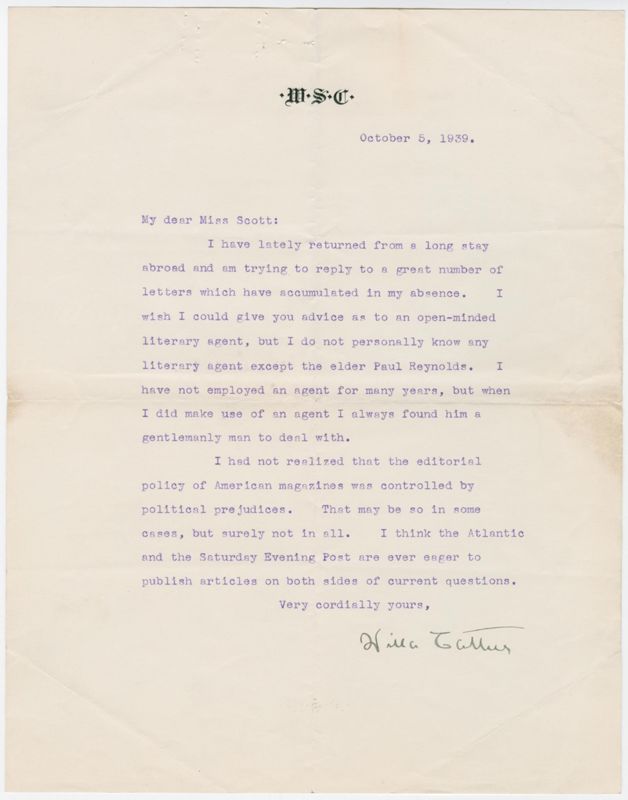 ·W·S·C·
October 5, 1939.
My dear Miss Scott:
I have lately returned from a long stay
abroad and am trying to reply to a great number of
letters which have accumulated in my absence. I
wish I could give you advice as to an open-minded
literary agent, but I do not personally know any
literary agent except the elder Paul Reynolds. I
have not employed an agent for many years, but when
I did make use of an agent I always found him a
gentlemanly man to deal with.
I had not realized that the editorial
policy of American magazines was controlled by
political prejudices. That may be so in some
cases, but surely not in all. I think the Atlantic
and the Saturday Evening Post are ever eager to
publish articles on both sides of current questions.
Very cordially yours,
Willa Cather